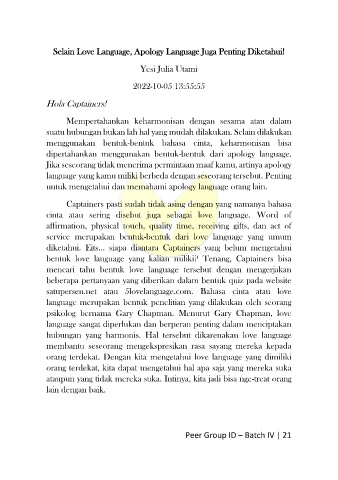 Selain Love Language, Apology Language Juga Penting Diketahui!
Yesi Julia Utami
2022-10-05 13:55:55
Hola Captainers!
Mempertahankan keharmonisan dengan sesama atau dalam
suatu hubungan bukan lah hal yang mudah dilakukan. Selain dilakukan
menggunakan bentuk-bentuk bahasa cinta, keharmonisan bisa
dipertahankan menggunakan bentuk-bentuk dari apology language.
Jika seseorang tidak menerima permintaan maaf kamu, artinya apology
language yang kamu miliki berbeda dengan seseorang tersebut. Penting
untuk mengetahui dan memahami apology language orang lain.
Captainers pasti sudah tidak asing dengan yang namanya bahasa
cinta atau sering disebut juga sebagai love language. Word of
affirmation, physical touch, quality time, receiving gifts, dan act of
service merupakan bentuk-bentuk dari love language yang umum
diketahui. Eits... siapa diantara Captainers yang belum mengetahui
bentuk love language yang kalian miliki? Tenang, Captainers bisa
mencari tahu bentuk love language tersebut dengan mengerjakan
beberapa pertanyaan yang diberikan dalam bentuk quiz pada website
satupersen.net atau 5lovelanguage.com. Bahasa cinta atau love
language merupakan bentuk penelitian yang dilakukan oleh seorang
psikolog bernama Gary Chapman. Menurut Gary Chapman, love
language sangat diperlukan dan berperan penting dalam menciptakan
hubungan yang harmonis. Hal tersebut dikarenakan love language
membantu seseorang mengekspresikan rasa sayang mereka kepada
orang terdekat. Dengan kita mengetahui love language yang dimiliki
orang terdekat, kita dapat mengetahui hal apa saja yang mereka suka
ataupun yang tidak mereka suka. Intinya, kita jadi bisa nge-treat orang
lain dengan baik.
Peer Group ID – Batch IV | 21